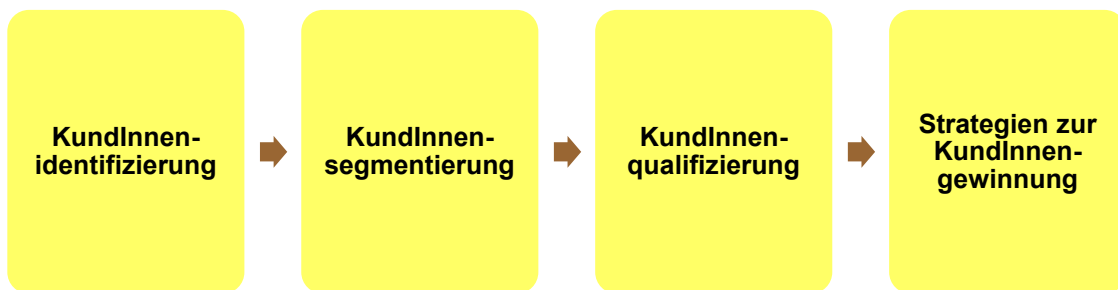 KundInnen-
identifizierung
KundInnen-
segmentierung
KundInnen-
qualifizierung
Strategien zur
KundInnen-
gewinnung